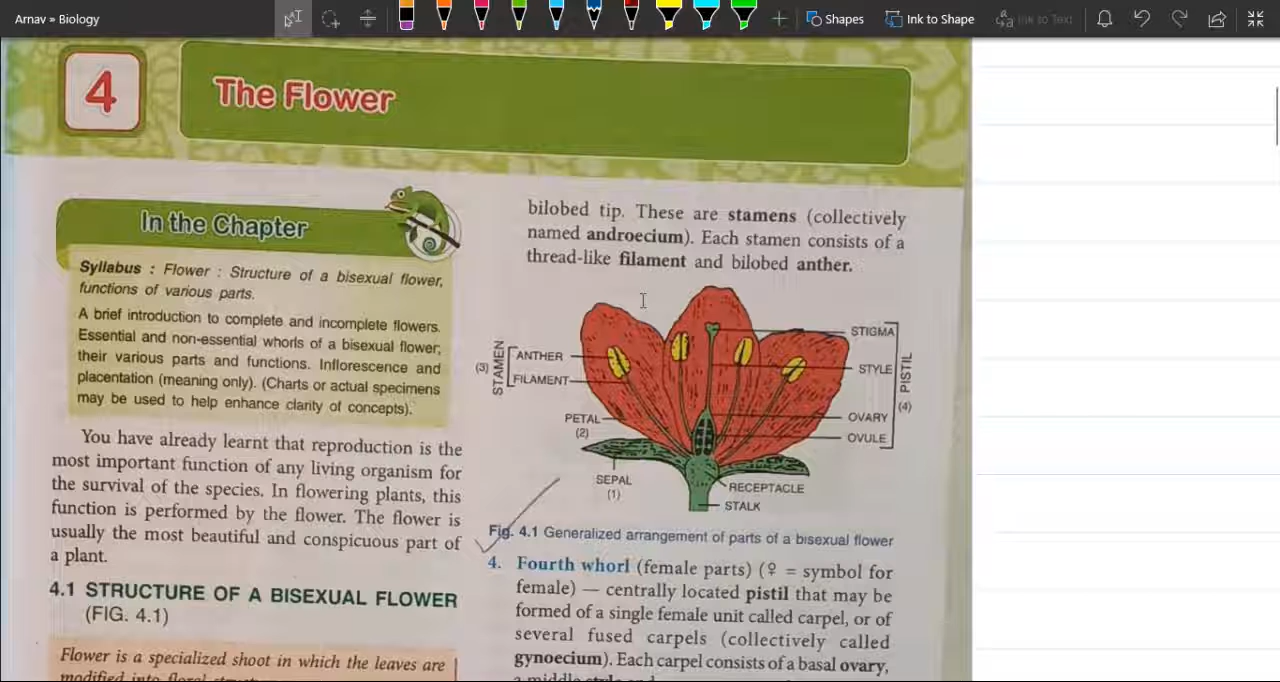 Arnav » Biology
Shapes
Ink to Shape
Ink to Text
4
The Flower
In the Chapter
Syllabus : Flower : Structure of a bisexual flower,
functions of various parts.
A brief introduction to complete and incomplete flowers.
Essential and non-essential whorls of a bisexual flower;
their various parts and functions. Inflorescence and
placentation (meaning only). (Charts or actual specimens
may be used to help enhance clarity of concepts).
You have already learnt that reproduction is the
most important function of any living organism for
the survival of the species. In flowering plants, this
function is performed by the flower. The flower is
usually the most beautiful and conspicuous part of
a plant.
4.1 STRUCTURE OF A BISEXUAL FLOWER
(FIG. 4.1)
Flower is a specialized shoot in which the leaves are
modified into floral
bilobed tip. These are stamens (collectively
named androecium). Each stamen consists of a
thread-like filament and bilobed anther.
(3)
STAMEN
ANTHER
FILAMENT
PETAL
(2)
SEPAL
(1)
STIGMA
STYLE
OVARY
OVULE
PISTIL
(4)
RECEPTACLE
STALK
Fig. 4.1 Generalized arrangement of parts of a bisexual flower
4. Fourth whorl (female parts) (♀ = symbol for
female) — centrally located pistil that may be
formed of a single female unit called carpel, or of
several fused carpels (collectively called
gynoecium). Each carpel consists of a basal ovary,
a middle style and